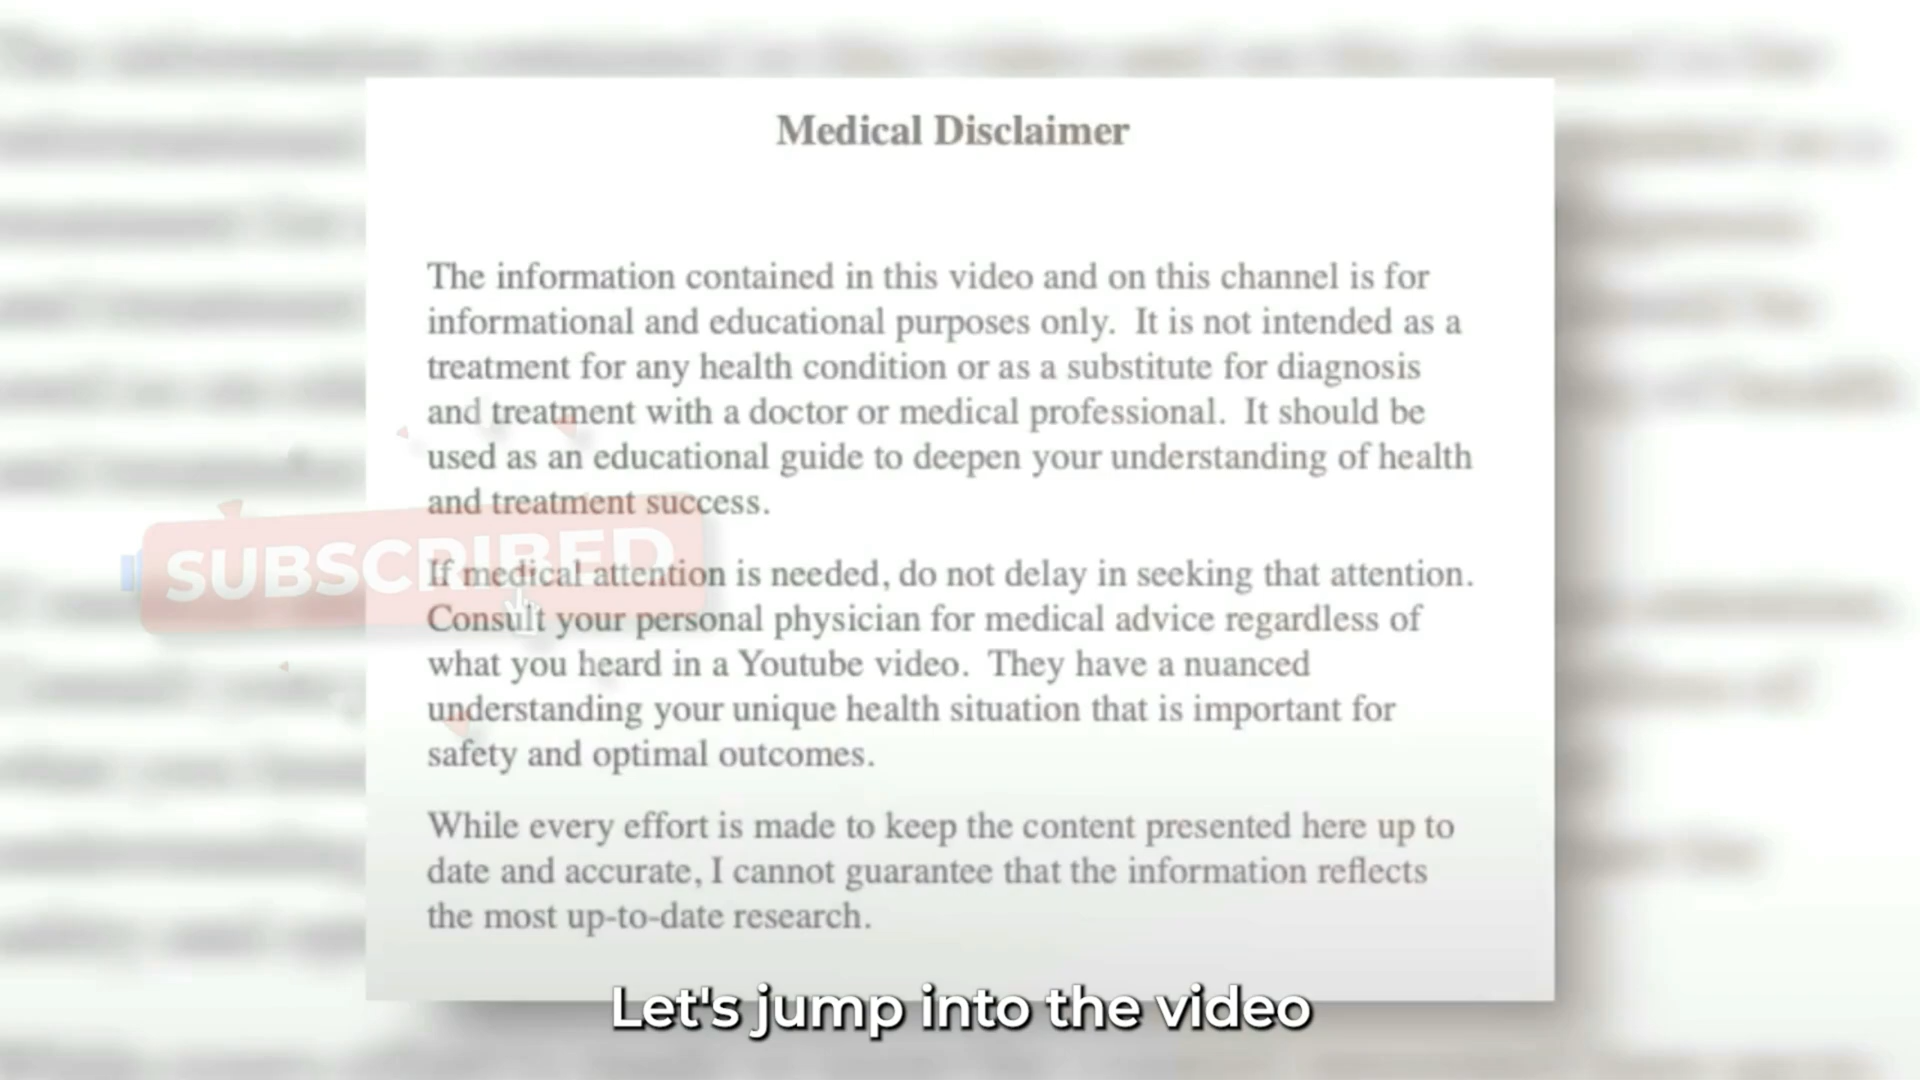 Medical Disclaimer
The information contained in this video and on this channel is for
informational and educational purposes only.  It is not intended as a
treatment for any health condition or as a substitute for diagnosis
and treatment with a doctor or medical professional.  It should be
used as an educational guide to deepen your understanding of health
and treatment success.
SUBSCRIBED
If medical attention is needed, do not delay in seeking that attention.
Consult your personal physician for medical advice regardless of
what you heard in a Youtube video.  They have a nuanced
understanding your unique health situation that is important for
safety and optimal outcomes.
While every effort is made to keep the content presented here up to
date and accurate, I cannot guarantee that the information reflects
the most up-to-date research.
Let's jump into the video